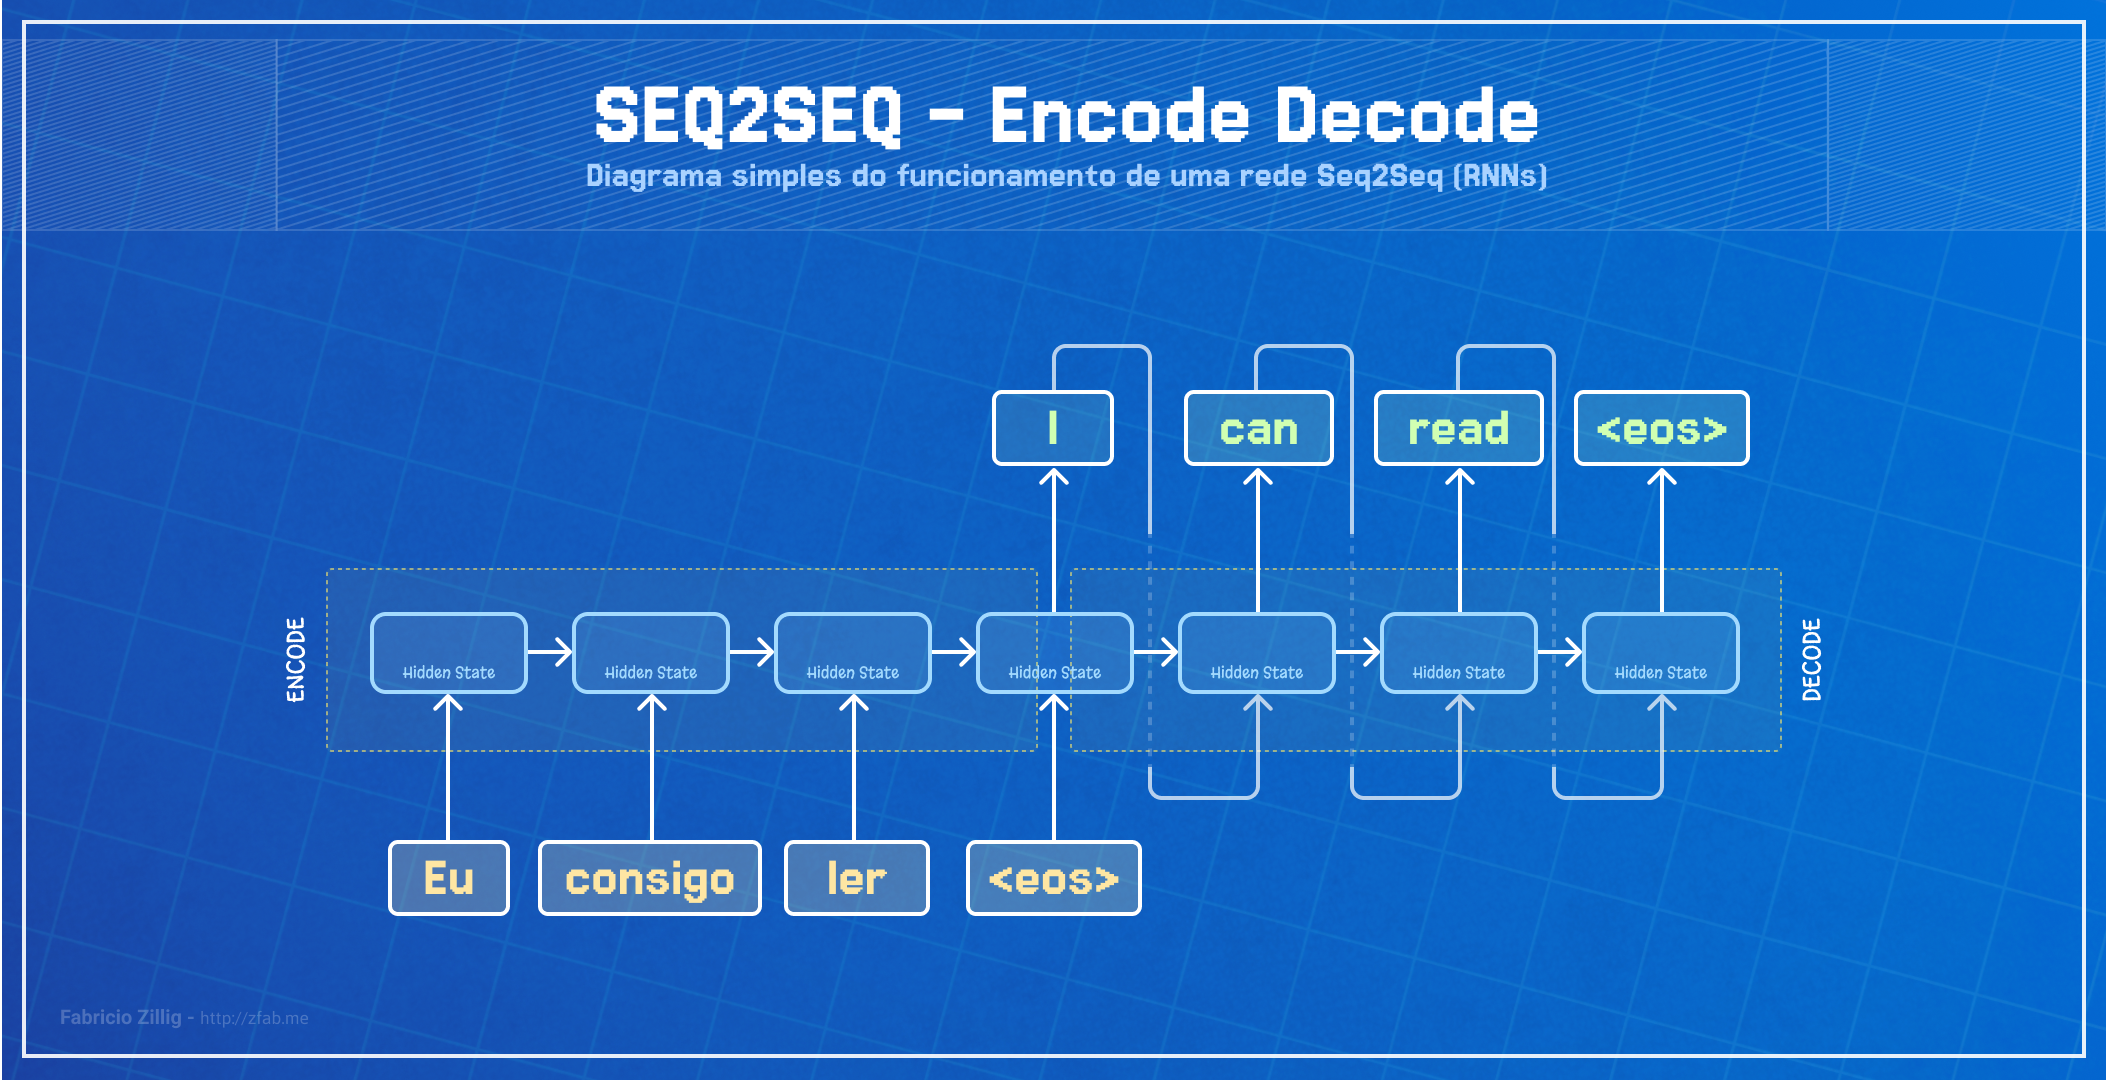 SEQ2SEQ - Encode Decode
Diagrama simples do funcionamento de uma rede Seq2Seq (RNNs)
I
can
read
<eos>
ENCODE
Hidden State
Hidden State
Hidden State
Hidden State
Hidden State
Hidden State
Hidden State
DECODE
Eu
consigo
ler
<eos>
Fabricio Zillig - http://zfab.me